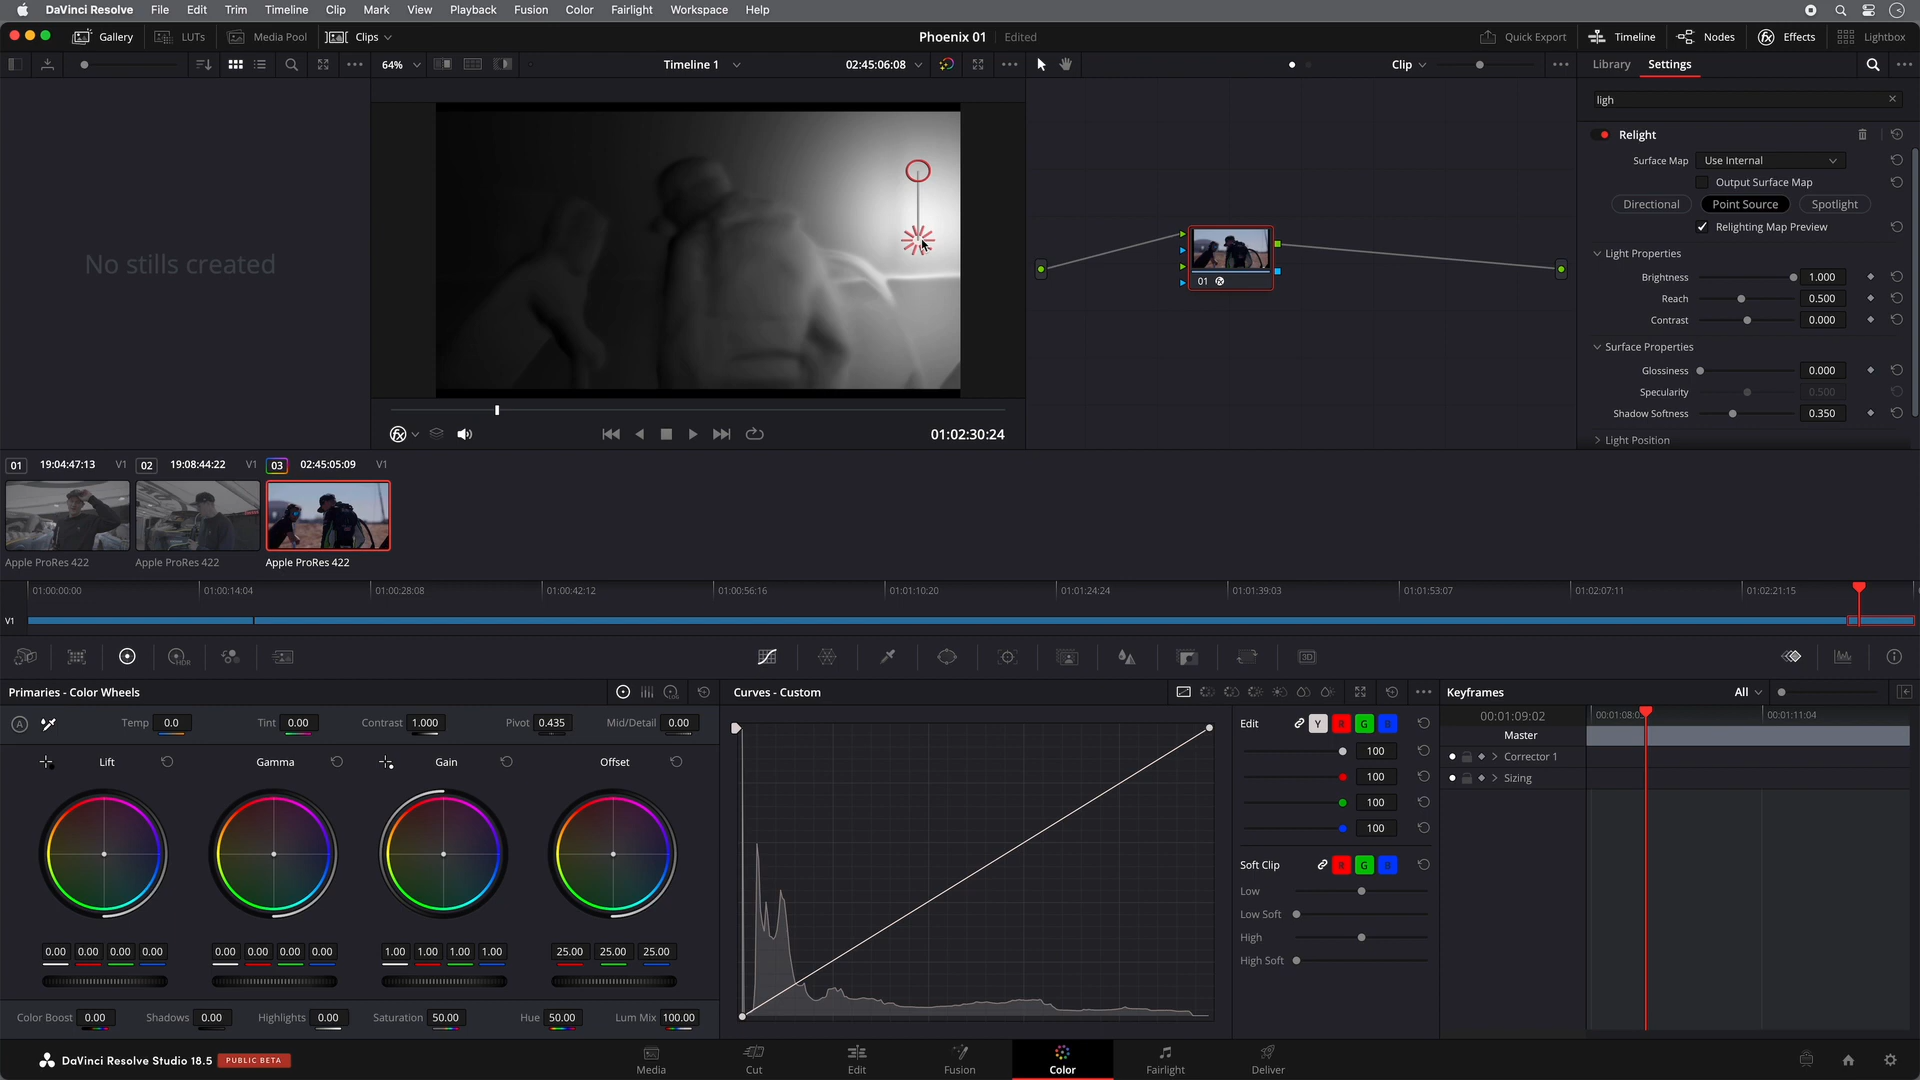 DaVinci Resolve File Edit Trim Timeline Clip Mark View Playback Fusion Color Fairlight Workspace Help
Gallery LUTs Media Pool Clips Phoenix 01 Edited Quick Export Timeline Nodes Effects Lightbox
64% Timeline 1 02:45:06:08 Clip Library Settings
ligh
Relight
Surface Map Use Internal
Output Surface Map
Directional Point Source Spotlight
Relighting Map Preview
Light Properties
Brightness 1.000
Reach 0.500
Contrast 0.000
Surface Properties
Glossiness 0.000
Specularity 0.500
Shadow Softness 0.350
Light Position
No stills created
01
01:02:30:24
01 19:04:47:13 V1 02 19:08:44:22 V1 03 02:45:05:09 V1
Apple ProRes 422 Apple ProRes 422 Apple ProRes 422
01:00:00:00 01:00:14:04 01:00:28:08 01:00:42:12 01:00:56:16 01:01:10:20 01:01:24:24 01:01:39:03 01:01:53:07 01:02:07:11 01:02:21:15
V1
HDR 3D
Primaries - Color Wheels LOG Curves - Custom Keyframes All
A Temp 0.0 Tint 0.00 Contrast 1.000 Pivot 0.435 Mid/Detail 0.00
Edit Y R G B
00:01:09:02 00:01:11:04
Master
Lift Gamma Gain Offset
100
100
100
100
Corrector 1
Sizing
Soft Clip R G B
Low
Low Soft
High
High Soft
0.00 0.00 0.00 0.00 0.00 0.00 0.00 0.00 1.00 1.00 1.00 1.00 25.00 25.00 25.00
Color Boost 0.00 Shadows 0.00 Highlights 0.00 Saturation 50.00 Hue 50.00 Lum Mix 100.00
DaVinci Resolve Studio 18.5 PUBLIC BETA
Media Cut Edit Fusion Color Fairlight Deliver